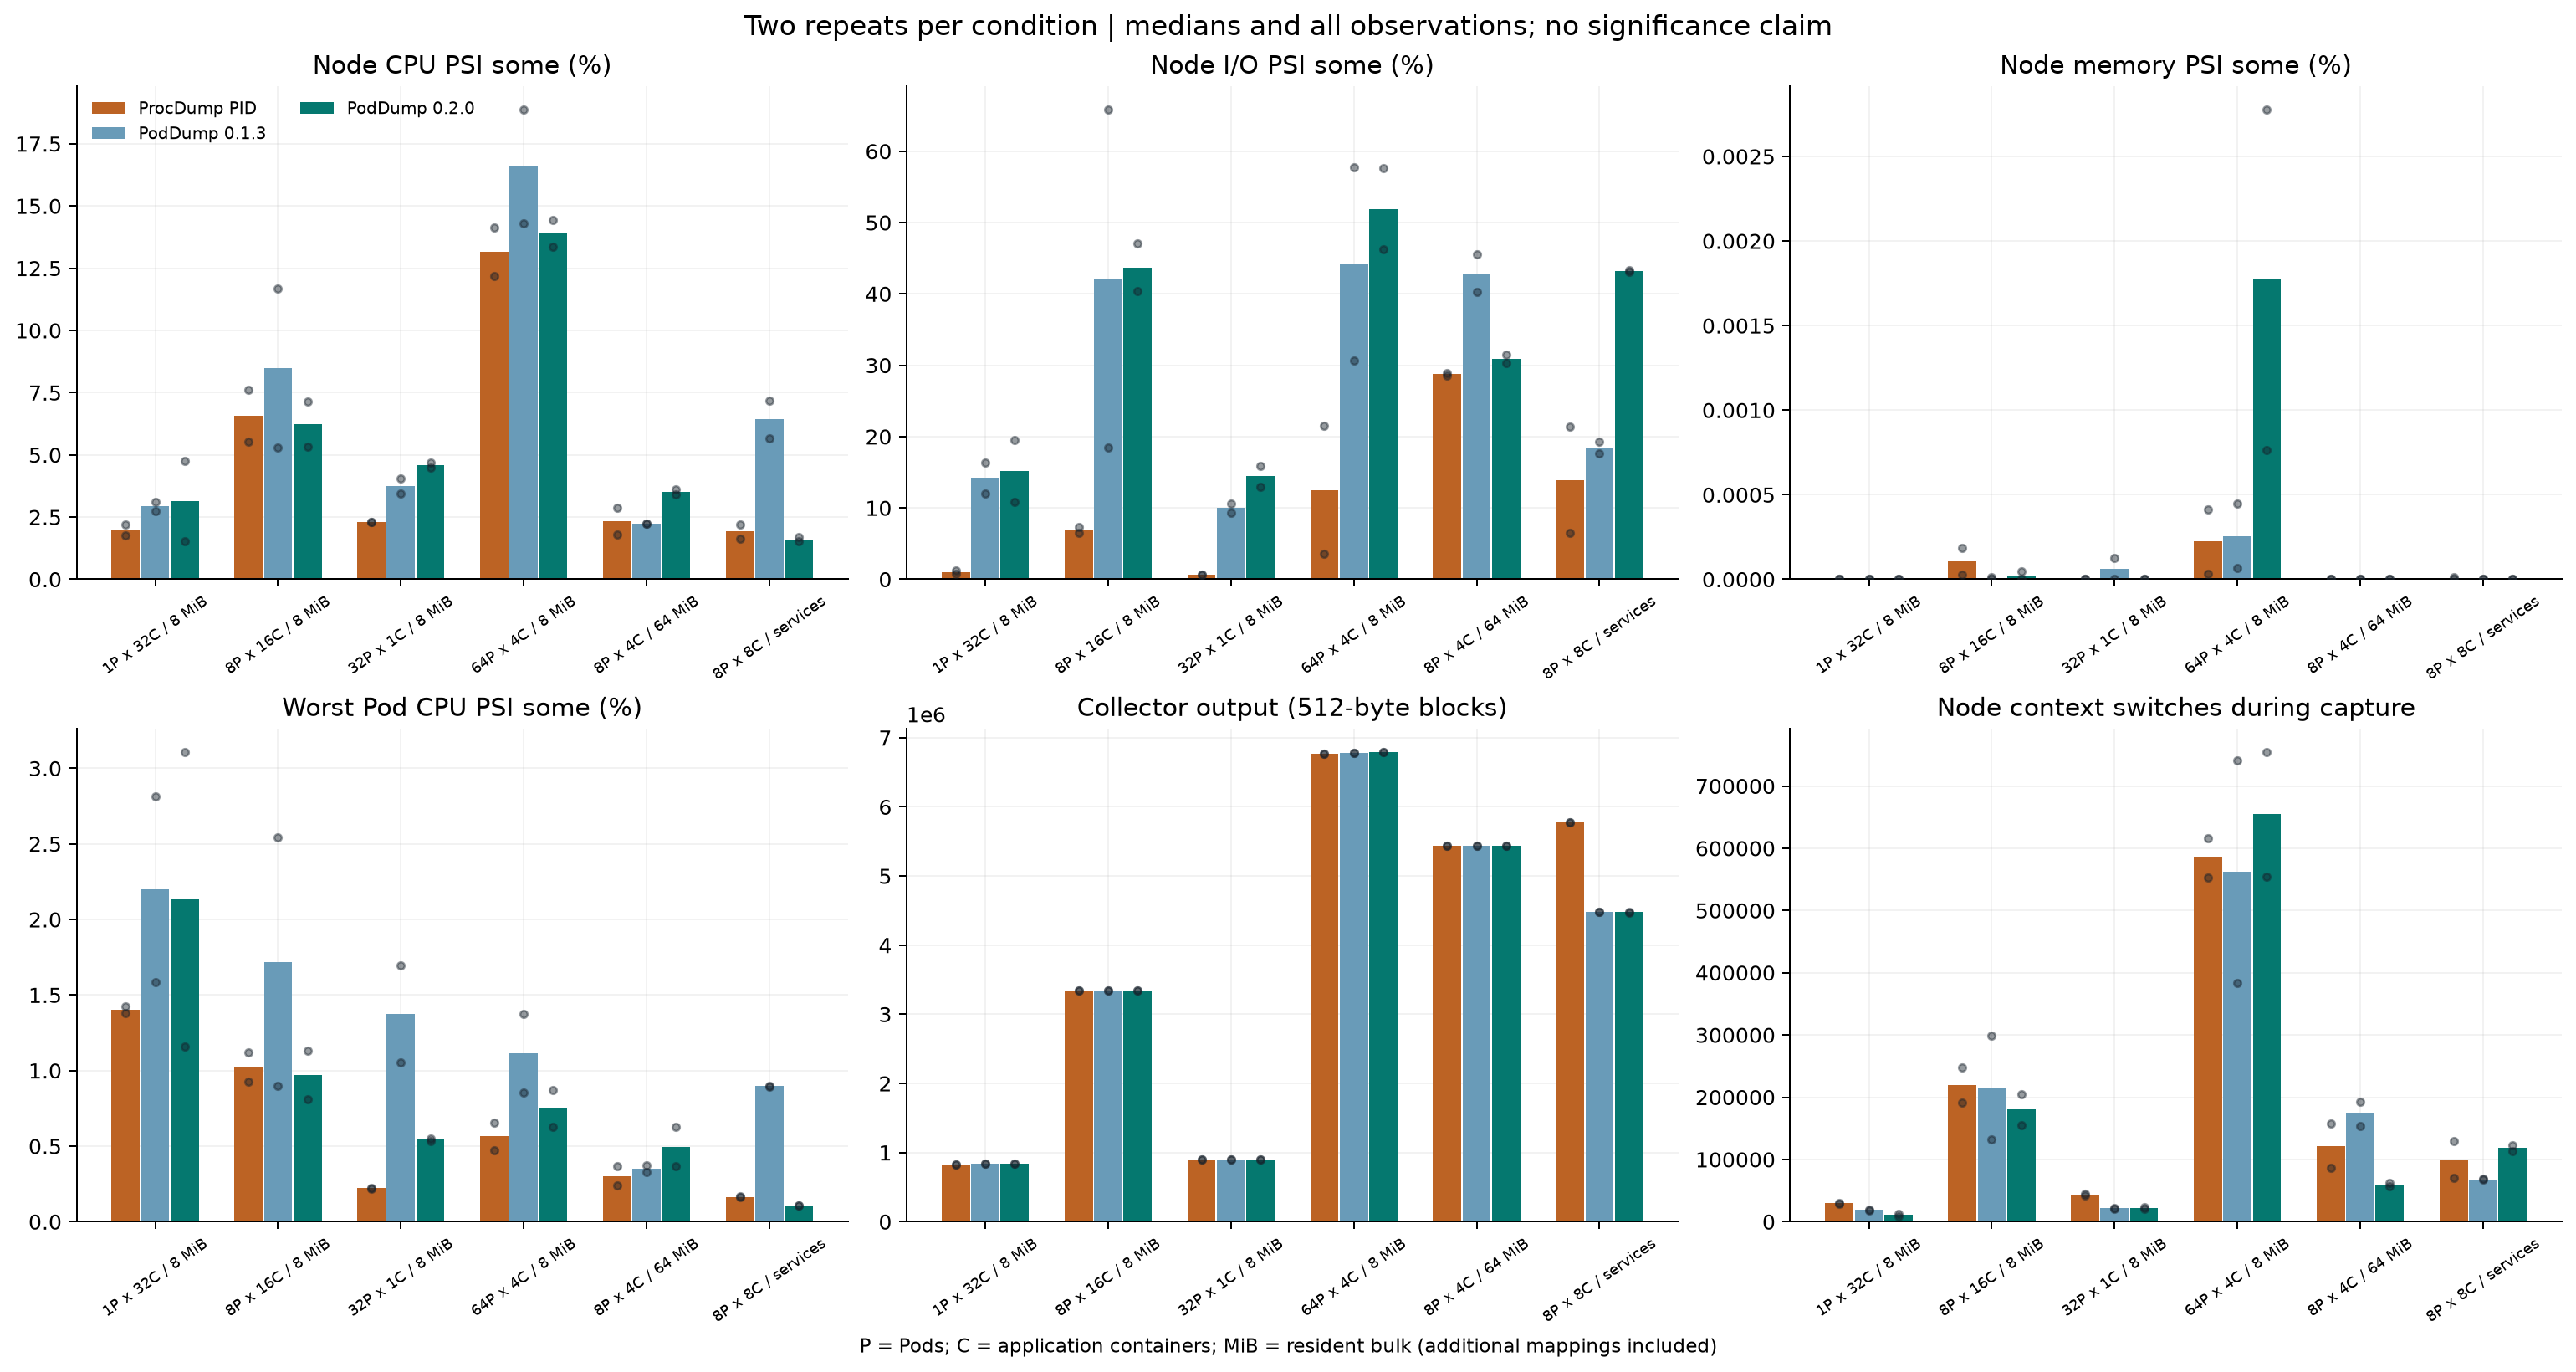 Two repeats per condition | medians and all observations; no significance claim
Node CPU PSI some (%)
ProcDump PID
PodDump 0.1.3
PodDump 0.2.0
17.5
15.0
12.5
10.0
7.5
5.0
2.5
0.0
1P x 32C / 8 MiB
8P x 16C / 8 MiB
32P x 1C / 8 MiB
64P x 4C / 8 MiB
8P x 4C / 64 MiB
8P x 8C / services
Node I/O PSI some (%)
60
50
40
30
20
10
0
1P x 32C / 8 MiB
8P x 16C / 8 MiB
32P x 1C / 8 MiB
64P x 4C / 8 MiB
8P x 4C / 64 MiB
8P x 8C / services
Node memory PSI some (%)
0.0025
0.0020
0.0015
0.0010
0.0005
0.0000
1P x 32C / 8 MiB
8P x 16C / 8 MiB
32P x 1C / 8 MiB
64P x 4C / 8 MiB
8P x 4C / 64 MiB
8P x 8C / services
Worst Pod CPU PSI some (%)
3.0
2.5
2.0
1.5
1.0
0.5
0.0
1P x 32C / 8 MiB
8P x 16C / 8 MiB
32P x 1C / 8 MiB
64P x 4C / 8 MiB
8P x 4C / 64 MiB
8P x 8C / services
Collector output (512-byte blocks)
1e6
7
6
5
4
3
2
1
0
1P x 32C / 8 MiB
8P x 16C / 8 MiB
32P x 1C / 8 MiB
64P x 4C / 8 MiB
8P x 4C / 64 MiB
8P x 8C / services
Node context switches during capture
700000
600000
500000
400000
300000
200000
100000
0
1P x 32C / 8 MiB
8P x 16C / 8 MiB
32P x 1C / 8 MiB
64P x 4C / 8 MiB
8P x 4C / 64 MiB
8P x 8C / services
P = Pods; C = application containers; MiB = resident bulk (additional mappings included)